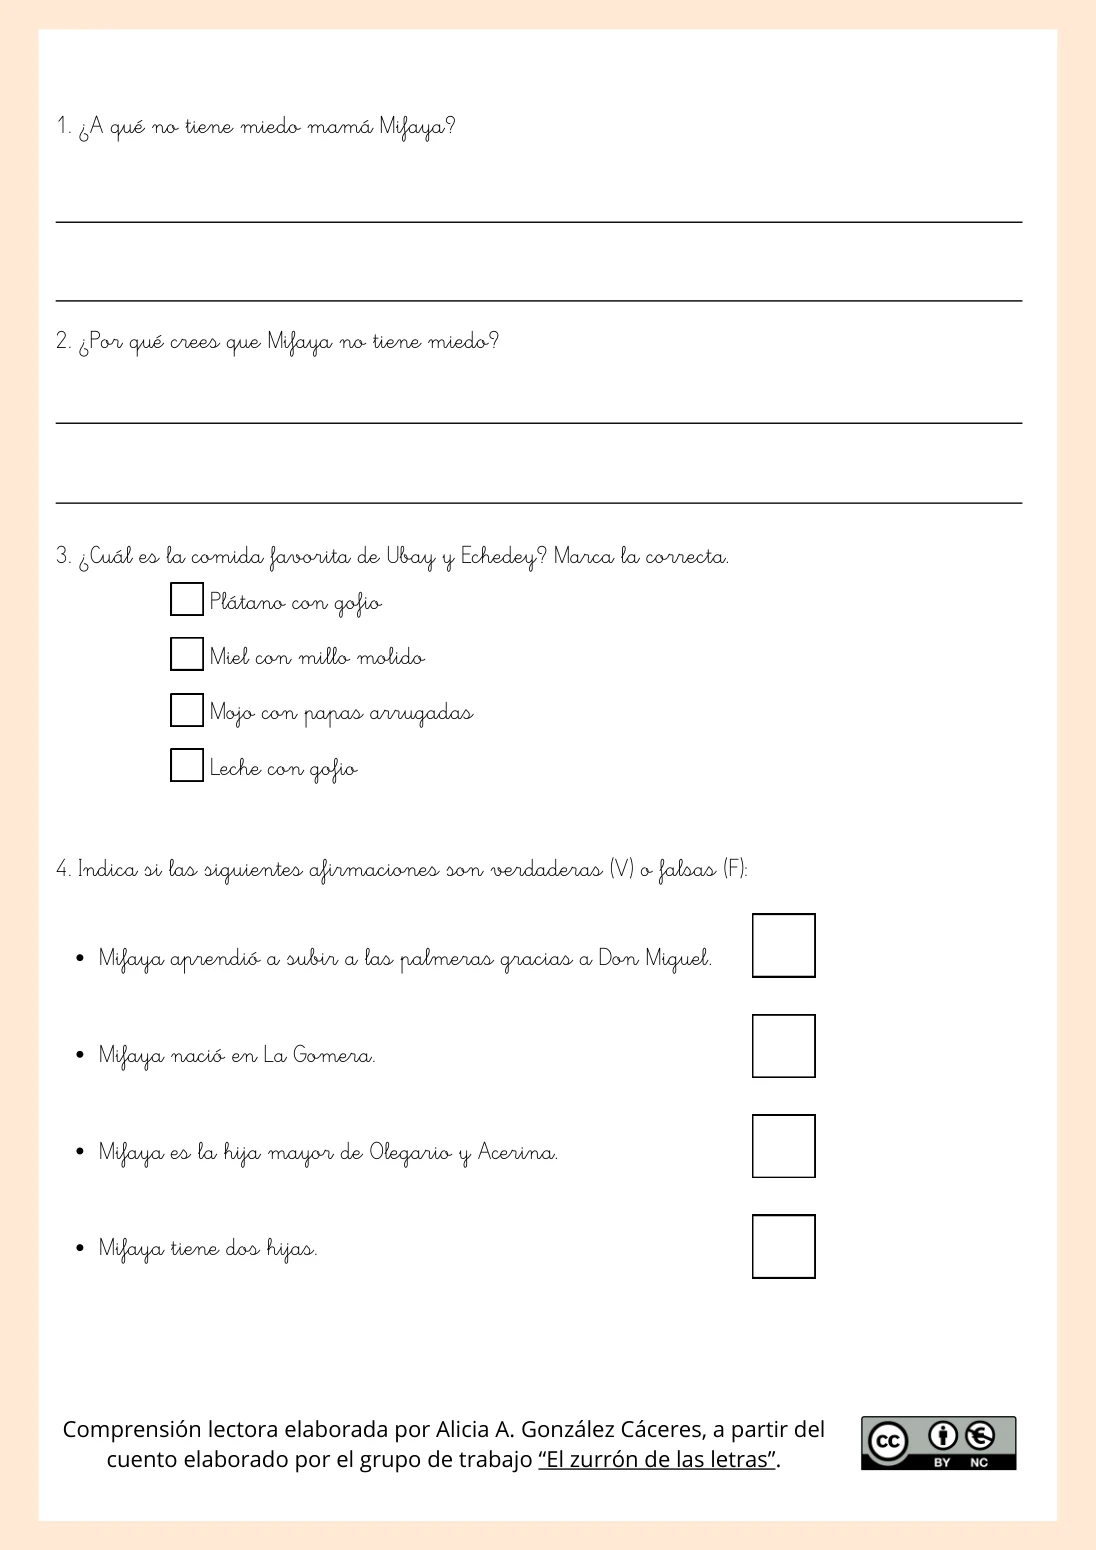 1. ¿A qué no tiene miedo mamá Mifaya?
2. ¿Por qué crees que Mifaya no tiene miedo?
3. ¿Cuál es la comida favorita de Ubay y Echedey? Marca la correcta.
Plátano con gofio
Miel con millo molido
Mojo con papas arrugadas
Leche con gofio
4. Indica si las siguientes afirmaciones son verdaderas (V) o falsas (F):
• Mifaya aprendió a subir a las palmeras gracias a Don Miguel.
• Mifaya nació en La Gomera.
• Mifaya es la hija mayor de Olegario y Acerina.
• Mifaya tiene dos hijas.
Comprensión lectora elaborada por Alicia A. González Cáceres, a partir del
cuento elaborado por el grupo de trabajo “El zurrón de las letras”.
cc
BY NC